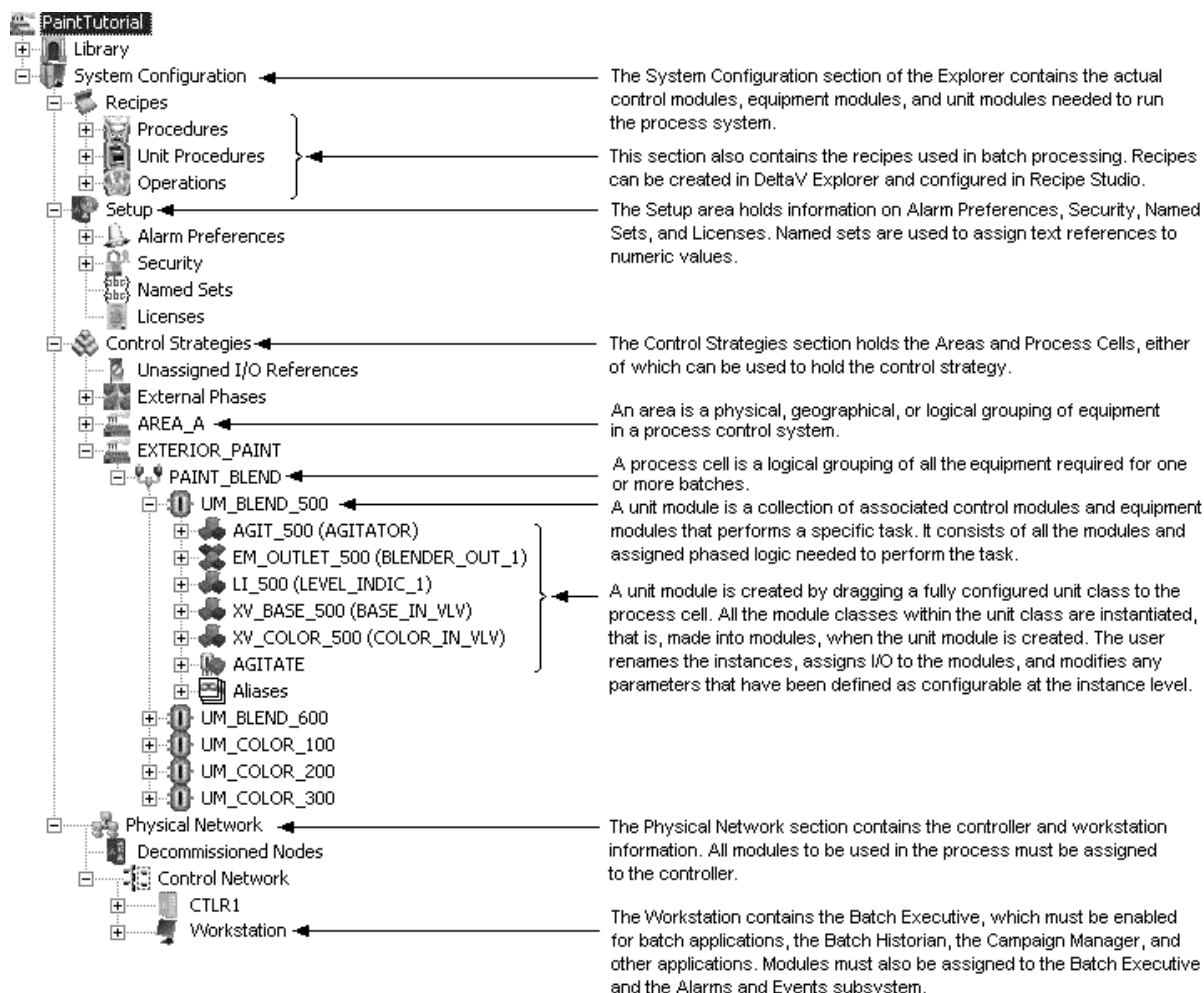 PaintTutorial
Library
System Configuration
The System Configuration section of the Explorer contains the actual
control modules, equipment modules, and unit modules needed to run
the process system.
Recipes
Procedures
Unit Procedures
Operations
This section also contains the recipes used in batch processing. Recipes
can be created in DeltaV Explorer and configured in Recipe Studio.
Setup
The Setup area holds information on Alarm Preferences, Security, Named
Sets, and Licenses. Named sets are used to assign text references to
numeric values.
Alarm Preferences
Security
Named Sets
Licenses
Control Strategies
The Control Strategies section holds the Areas and Process Cells, either
of which can be used to hold the control strategy.
Unassigned I/O References
External Phases
AREA_A
An area is a physical, geographical, or logical grouping of equipment
in a process control system.
EXTERIOR_PAINT
PAINT_BLEND
A process cell is a logical grouping of all the equipment required for one
or more batches.
UM_BLEND_500
A unit module is a collection of associated control modules and equipment
modules that performs a specific task. It consists of all the modules and
assigned phased logic needed to perform the task.
AGIT_500 (AGITATOR)
EM_OUTLET_500 (BLENDER_OUT_1)
LI_500 (LEVEL_INDIC_1)
XV_BASE_500 (BASE_IN_VLV)
XV_COLOR_500 (COLOR_IN_VLV)
AGITATE
A unit module is created by dragging a fully configured unit class to the
process cell. All the module classes within the unit class are instantiated,
that is, made into modules, when the unit module is created. The user
renames the instances, assigns I/O to the modules, and modifies any
parameters that have been defined as configurable at the instance level.
Aliases
UM_BLEND_600
UM_COLOR_100
UM_COLOR_200
UM_COLOR_300
Physical Network
The Physical Network section contains the controller and workstation
information. All modules to be used in the process must be assigned
to the controller.
Decommissioned Nodes
Control Network
CTLR1
Workstation
The Workstation contains the Batch Executive, which must be enabled
for batch applications, the Batch Historian, the Campaign Manager, and
other applications. Modules must also be assigned to the Batch Executive
and the Alarms and Events subsystem.